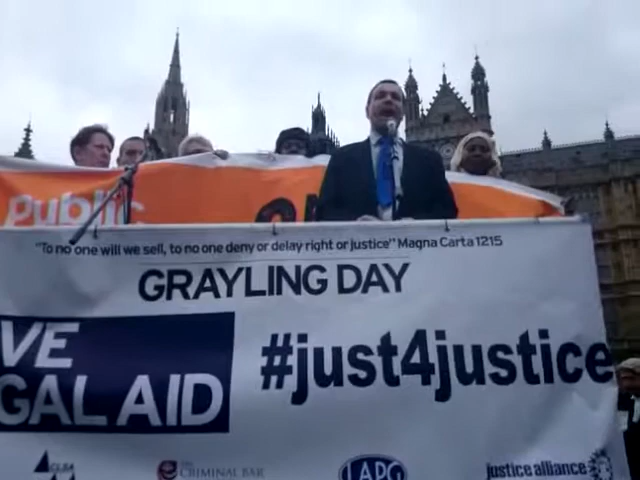 Public
"To no one will we sell, to no one deny or delay right or justice" Magna Carta 1215
GRAYLING DAY
VE
GAL AID
#just4justice
CRIMINAL BAR
LAPG
justice alliance